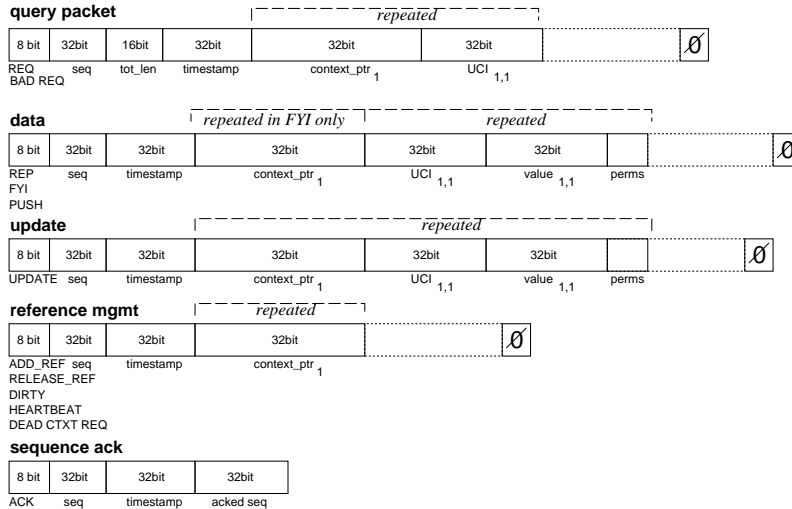 query packet
repeated
8 bit 32bit 16bit 32bit 32bit 32bit Ø
REQ seq tot_len timestamp context_ptr 1 UCI 1,1
BAD REQ
data repeated in FYI only repeated
8 bit 32bit 32bit 32bit 32bit 32bit Ø
REP seq timestamp context_ptr 1 UCI 1,1 value 1,1 perms
FYI
PUSH
update repeated
8 bit 32bit 32bit 32bit 32bit 32bit Ø
UPDATE seq timestamp context_ptr 1 UCI 1,1 value 1,1 perms
reference mgmt repeated
8 bit 32bit 32bit 32bit Ø
ADD_REF seq timestamp context_ptr 1
RELEASE_REF
DIRTY
HEARTBEAT
DEAD CTXT REQ
sequence ack
8 bit 32bit 32bit 32bit
ACK seq timestamp acked seq